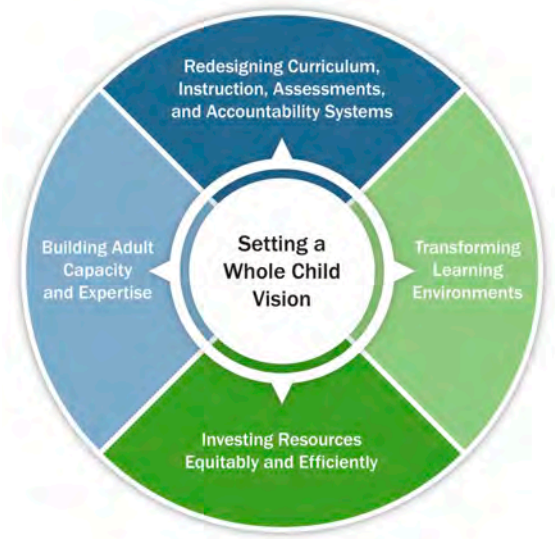 Redesigning Curriculum,
Instruction, Assessments,
and Accountability Systems
Building Adult
Capacity
and Expertise
Setting a
Whole Child
Vision
Transforming
Learning
Environments
Investing Resources
Equitably and Efficiently